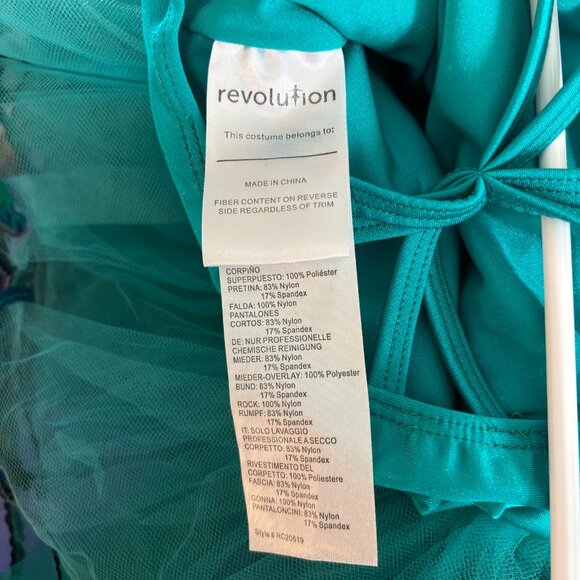 revolution
This costume belongs to:
MADE IN CHINA
FIBER CONTENT ON REVERSE
SIDE REGARDLESS OF TRIM
CORPIÑO
SUPERPUESTO: 100% Poliéster
PRETINA: 83% Nylon
17% Spandex
FALDA: 100% Nylon
PANTALONES
CORTOS: 83% Nylon
17% Spandex
DE: NUR PROFESSIONELLE
CHEMISCHE REINIGUNG
MIEDER: 83% Nylon
17% Spandex
MIEDER-OVERLAY: 100% Polyester
BUND: 83% Nylon
17% Spandex
ROCK: 100% Nylon
RUMPF: 83% Nylon
17% Spandex
IT: SOLO LAVAGGIO
PROFESSIONALE A SECCO
CORPETTO: 83% Nylon
17% Spandex
RIVESTIMENTO DEL
CORPETTO: 100% Poliestere
FASCIA: 83% Nylon
17% Spandex
GONNA: 100% Nylon
PANTALONCINI: 83% Nylon
17% Spandex
Style # RC20819